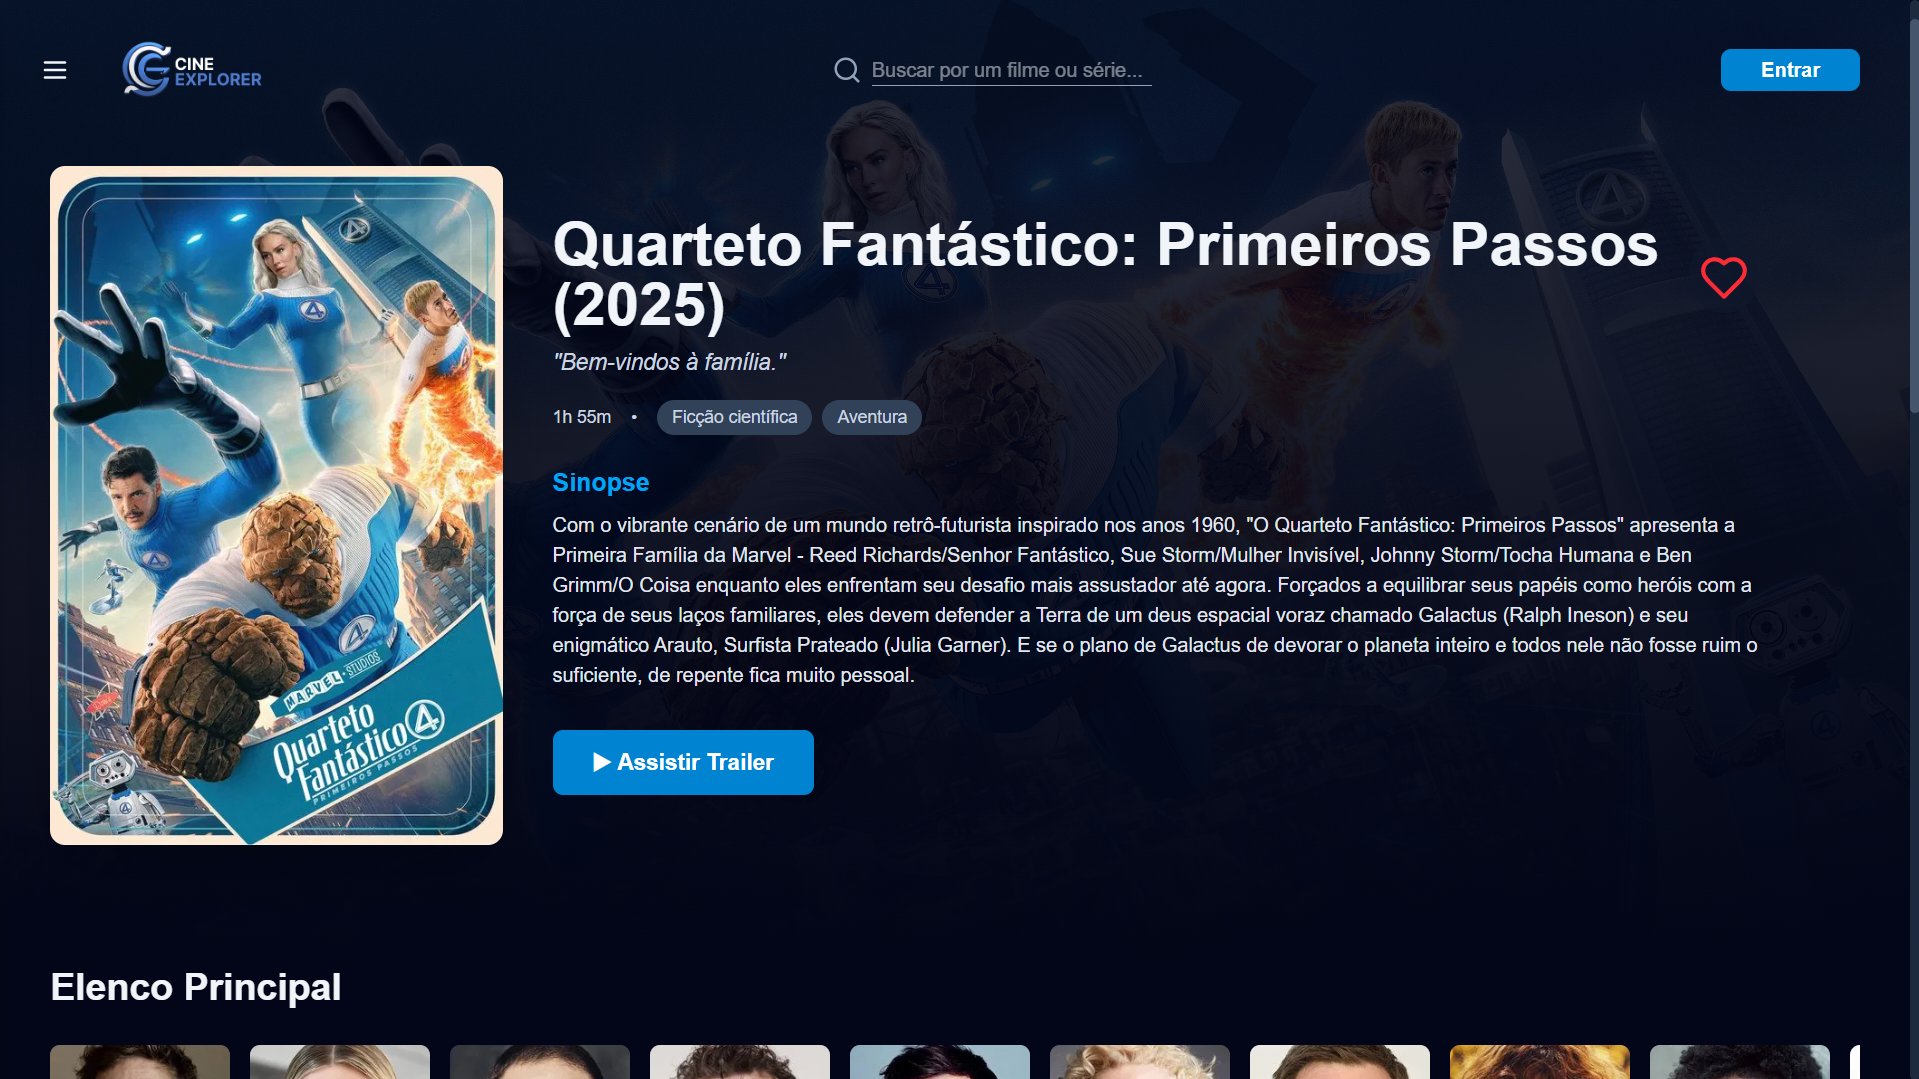 CINE
EXPLORER
Buscar por um filme ou série...
Entrar
Quarteto Fantástico: Primeiros Passos
(2025)
"Bem-vindos à família."
1h 55m • Ficção científica Aventura
Sinopse
Com o vibrante cenário de um mundo retrô-futurista inspirado nos anos 1960, "O Quarteto Fantástico: Primeiros Passos" apresenta a
Primeira Família da Marvel - Reed Richards/Senhor Fantástico, Sue Storm/Mulher Invisível, Johnny Storm/Tocha Humana e Ben
Grimm/O Coisa enquanto eles enfrentam seu desafio mais assustador até agora. Forçados a equilibrar seus papéis como heróis com a
força de seus laços familiares, eles devem defender a Terra de um deus espacial voraz chamado Galactus (Ralph Ineson) e seu
enigmático Arauto, Surfista Prateado (Julia Garner). E se o plano de Galactus de devorar o planeta inteiro e todos nele não fosse ruim o
suficiente, de repente fica muito pessoal.
Assistir Trailer
MARVEL STUDIOS
Quarteto
Fantástico 4
PRIMEIROS PASSOS
Elenco Principal